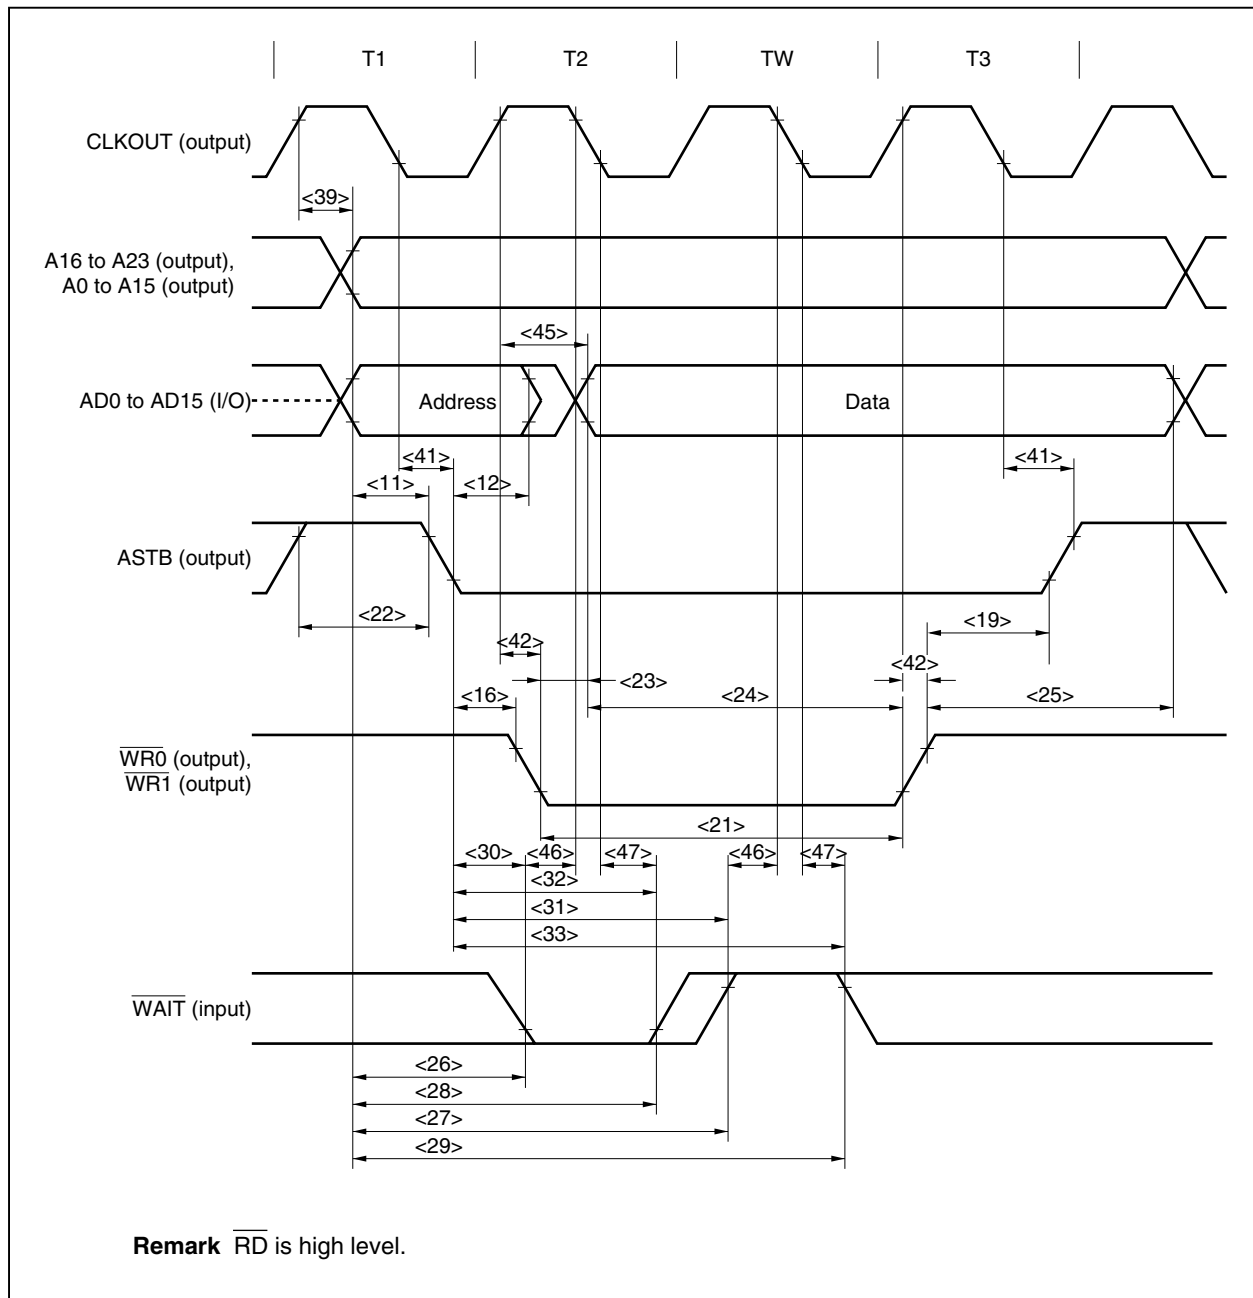 T1 T2 TW T3
CLKOUT (output)
<39>
A16 to A23 (output),
A0 to A15 (output)
<45>
AD0 to AD15 (I/O) Address Data
<41> <41>
<11> <12>
ASTB (output)
<22> <19>
<42> <42>
<23>
<16> <24> <25>
WR0 (output),
WR1 (output)
<21>
<30> <46> <47> <46> <47>
<32>
<31>
<33>
WAIT (input)
<26>
<28>
<27>
<29>
Remark RD is high level.